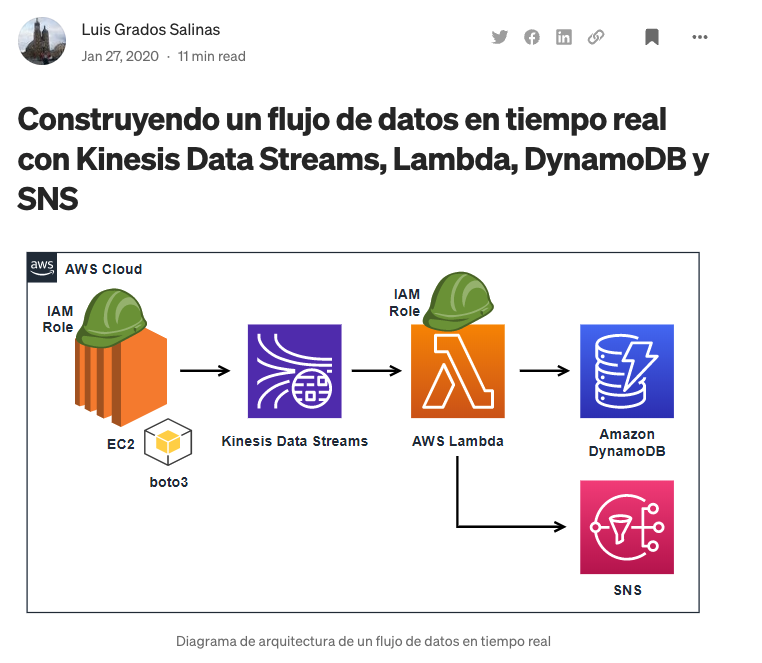 Luis Grados Salinas
Jan 27, 2020 · 11 min read
Construyendo un flujo de datos en tiempo real
con Kinesis Data Streams, Lambda, DynamoDB y
SNS
aws
AWS Cloud
IAM
Role
IAM
Role
EC2
boto3
Kinesis Data Streams
AWS Lambda
Amazon
DynamoDB
SNS
Diagrama de arquitectura de un flujo de datos en tiempo real